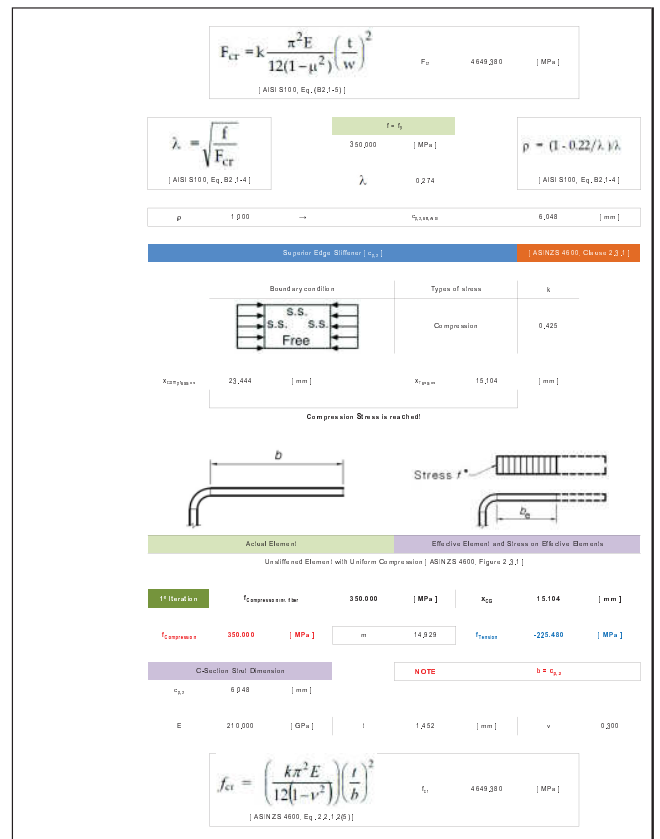 F_cr = k π²E / 12(1−μ²) (t/w)² F_cr 4649,380 [ MPa ]
[ AISI S100, Eq. (B2.1-5) ]
λ = √(f / F_cr)
f = f_y
350,000 [ MPa ]
ρ = (1 - 0.22/λ )/λ
[ AISI S100, Eq. B2.1-4 ] λ 0,274 [ AISI S100, Eq. B2.1-4 ]
ρ 1,000 → 6,048 [ mm ]
Superior Edge Stiffener [ c_p,2 ] [ AS/NZS 4600, Clause 2.3.1 ]
Boundary condition Types of stress k
S.S.
S.S. S.S.
Free
Compression 0,425
x_Compression 23,444 [ mm ] x_Tension 15,104 [ mm ]
Compression Stress is reached!
b
Stress f*
b_e
Actual Element Effective Element and Stress on Effective Elements
Unstiffened Element with Uniform Compression [ AS/NZS 4600, Figure 2.3.1 ]
1º Iteration f_Compression inr. fiber 350.000 [ MPa ] x_CG 15.104 [ mm ]
f_Compression 350.000 [ MPa ] m 14,929 f_Tension -225.480 [ MPa ]
C-Section Strut Dimension NOTE b = c_p,2
c_p,2 6,048 [ mm ]
E 210,000 [ GPa ] t 1,452 [ mm ] v 0,300
f_cr = (kπ²E / 12(1−ν²)) (t/b)² f_cr 4649,380 [ MPa ]
[ AS/NZS 4600, Eq. 2.2.1.2(5) ]